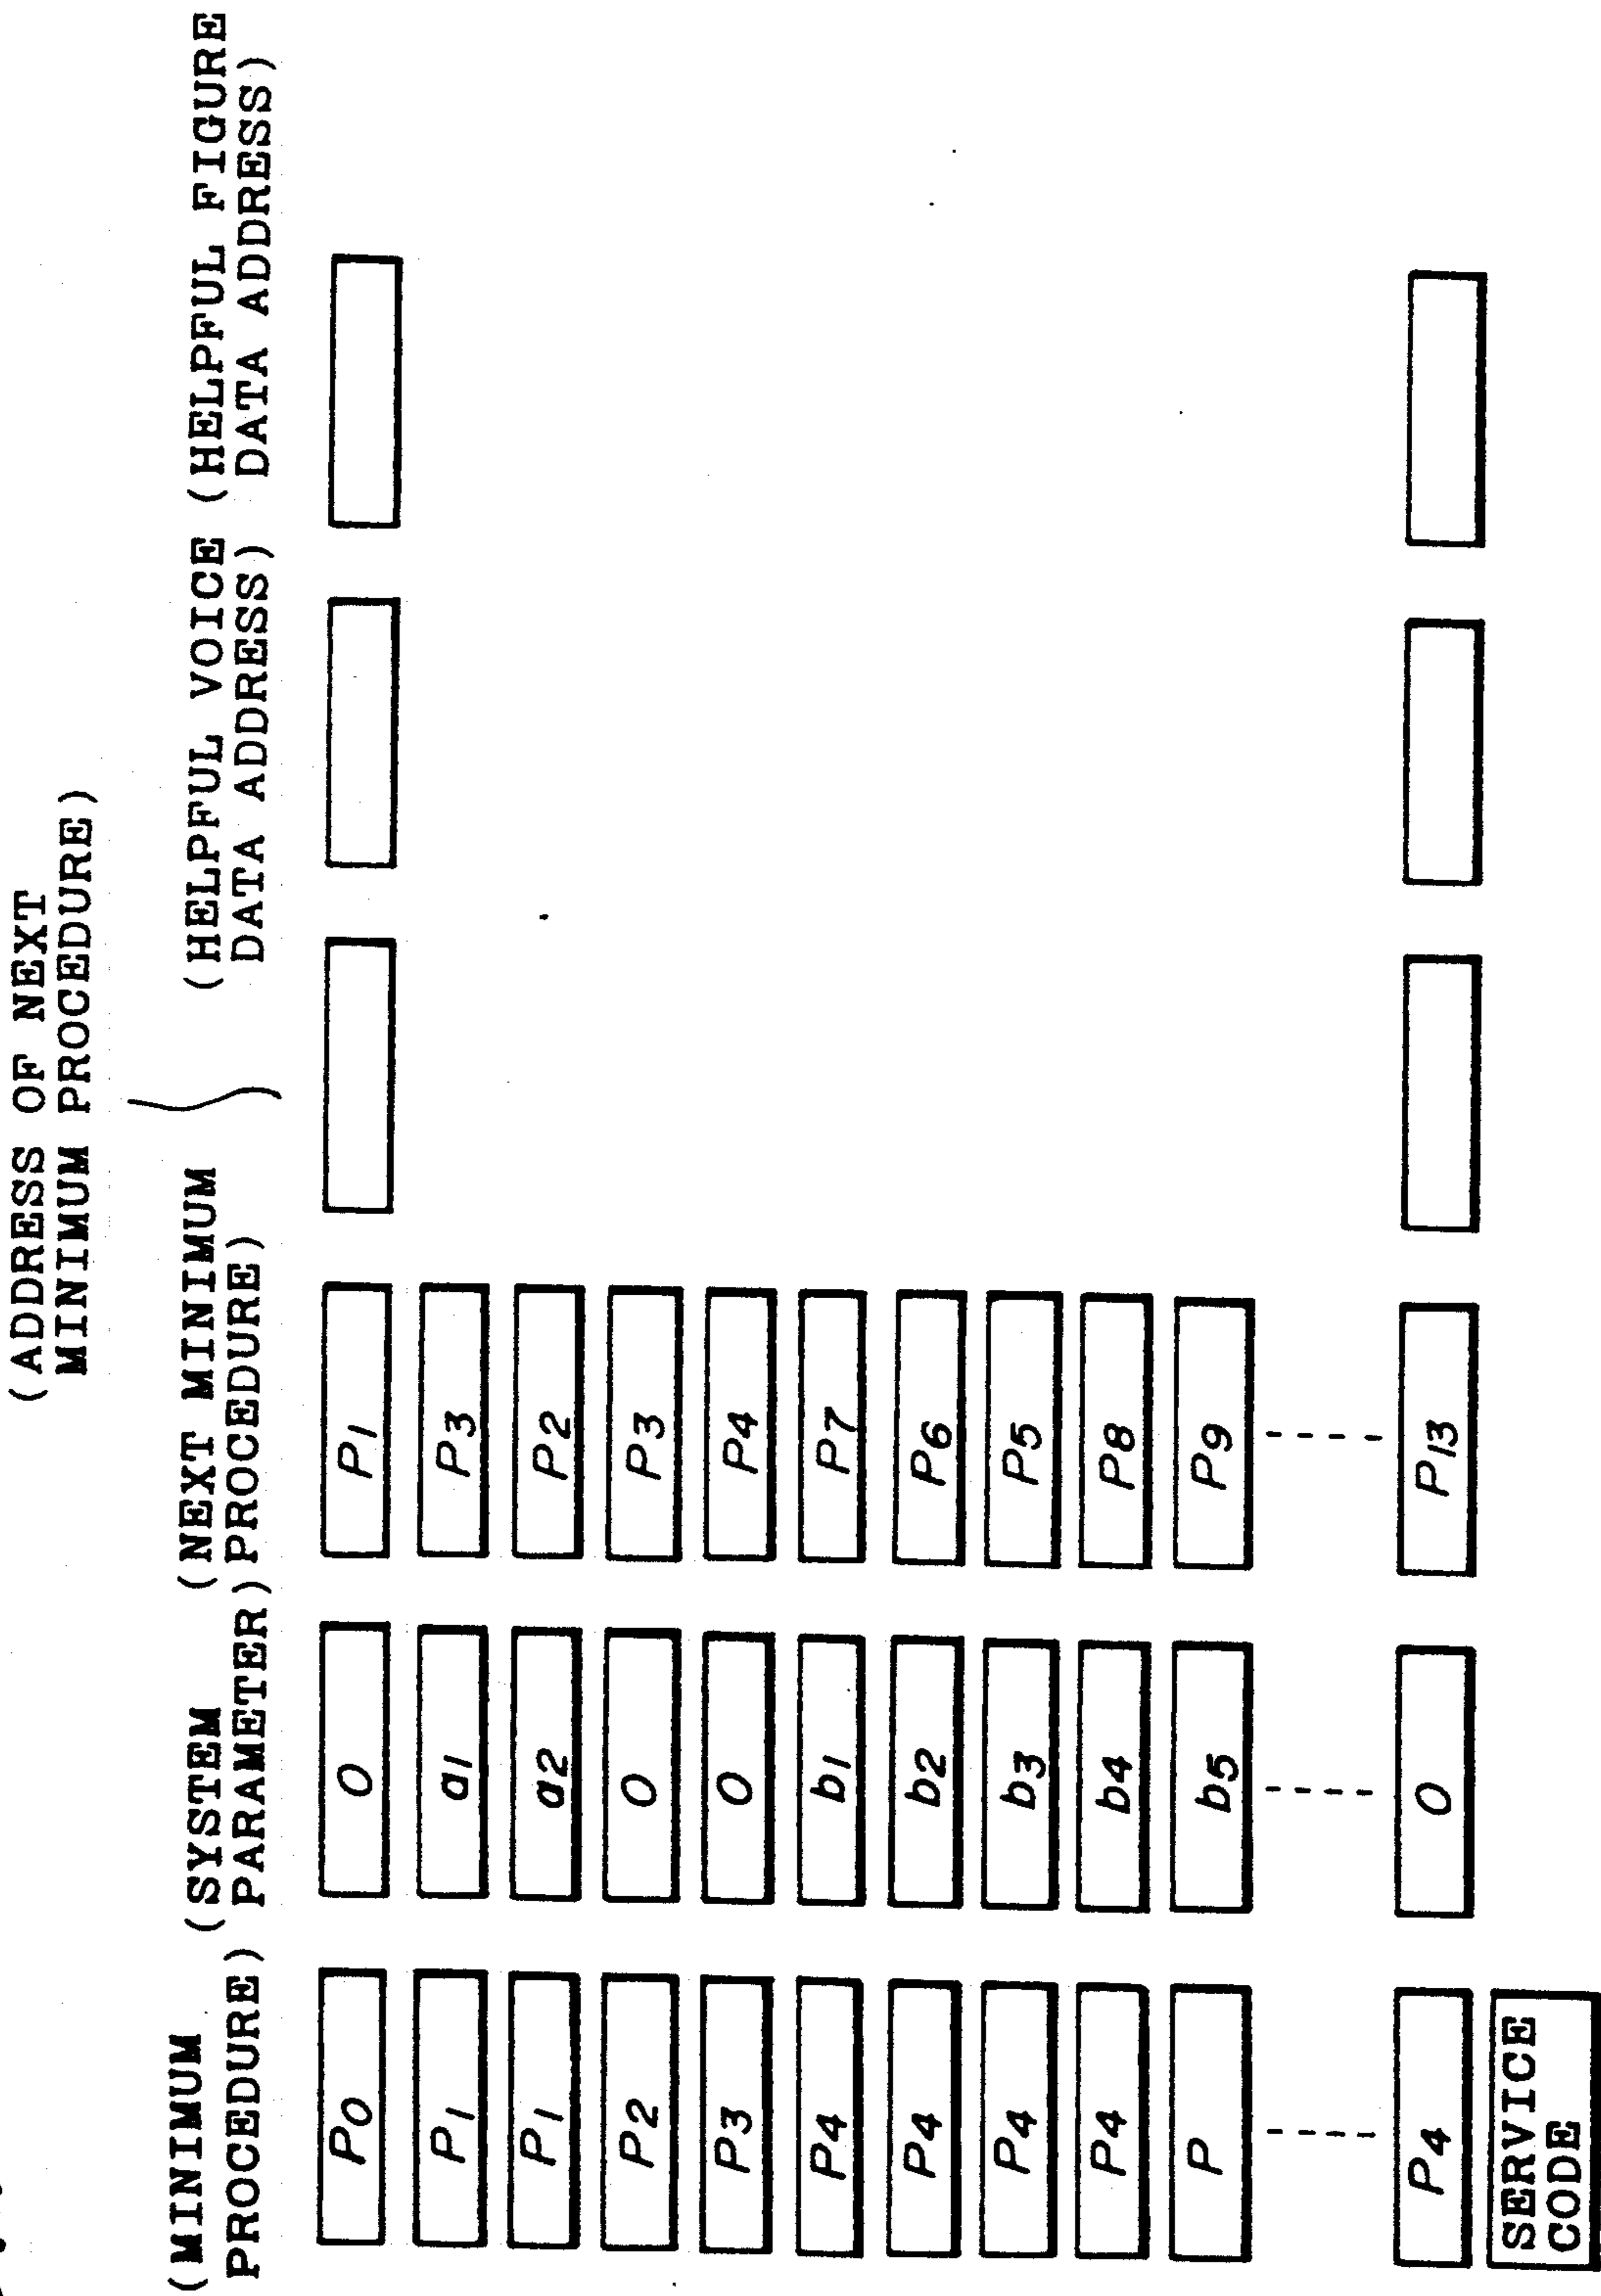 (ADDRESS OF NEXT
MINIMUM PROCEDURE)
(MINIMUM
PROCEDURE)
(SYSTEM
PARAMETER)
(NEXT MINIMUM
PROCEDURE)
(HELPFUL VOICE
DATA ADDRESS)
(HELPFUL FIGURE
DATA ADDRESS)
P0 0 P1
P1 a1 P3
P1 a2 P2
P2 0 P3
P3 0 P4
P4 b1 P7
P4 b2 P6
P4 b3 P5
P4 b4 P8
P b5 P9
P4 0 P13
SERVICE
CODE